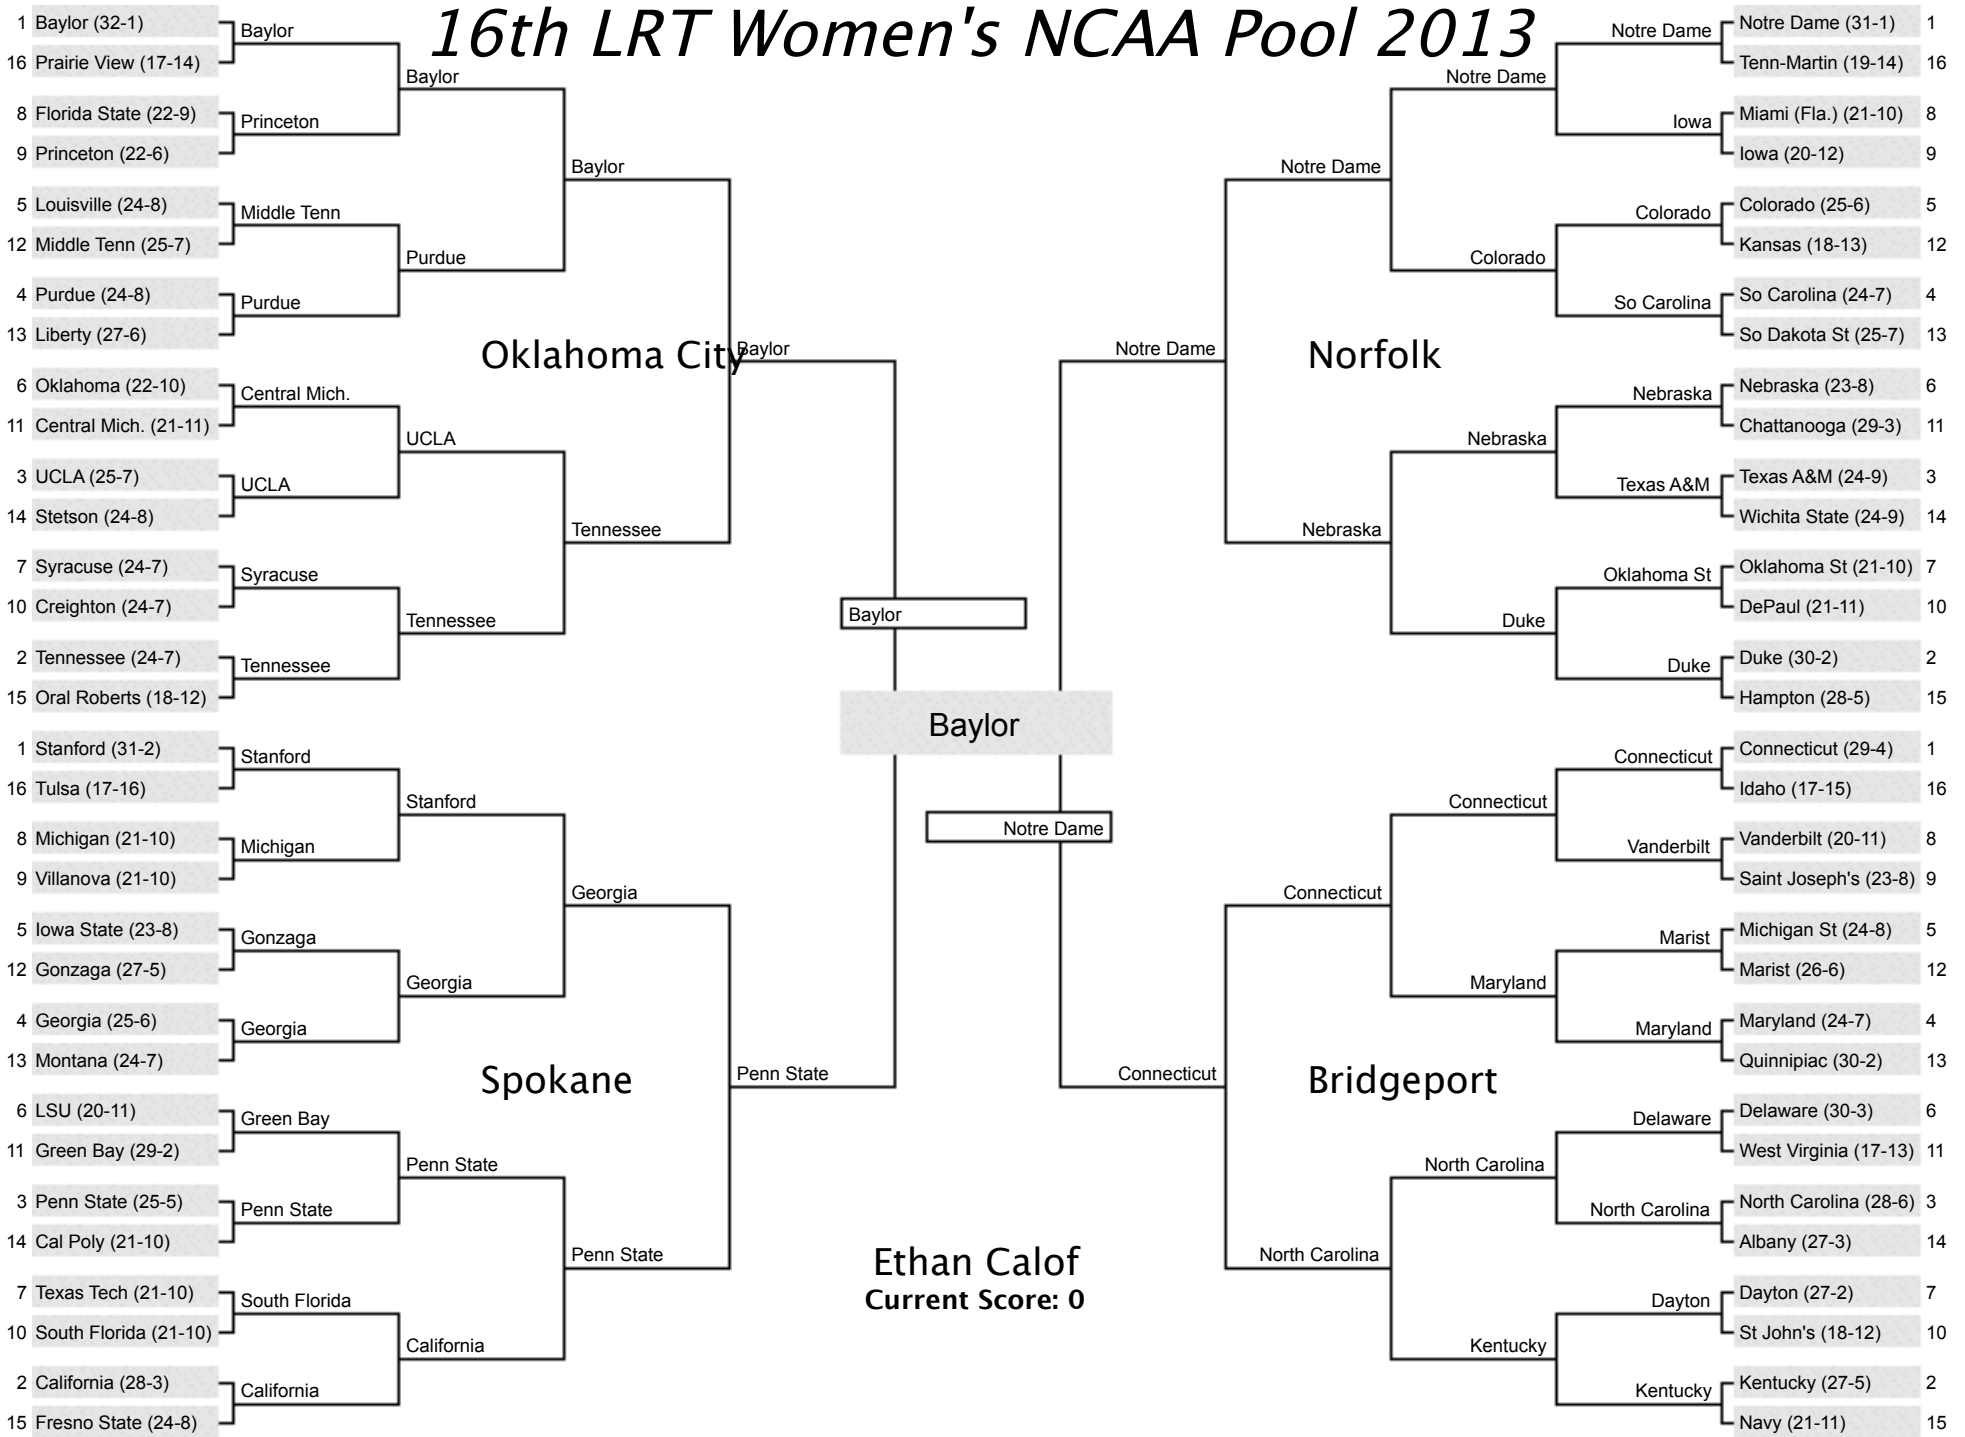 16th LRT Women's NCAA Pool 2013
1 Baylor (32-1)
16 Prairie View (17-14)
8 Florida State (22-9)
9 Princeton (22-6)
5 Louisville (24-8)
12 Middle Tenn (25-7)
4 Purdue (24-8)
13 Liberty (27-6)
6 Oklahoma (22-10)
11 Central Mich. (21-11)
3 UCLA (25-7)
14 Stetson (24-8)
7 Syracuse (24-7)
10 Creighton (24-7)
2 Tennessee (24-7)
15 Oral Roberts (18-12)
1 Stanford (31-2)
16 Tulsa (17-16)
8 Michigan (21-10)
9 Villanova (21-10)
5 Iowa State (23-8)
12 Gonzaga (27-5)
4 Georgia (25-6)
13 Montana (24-7)
6 LSU (20-11)
11 Green Bay (29-2)
3 Penn State (25-5)
14 Cal Poly (21-10)
7 Texas Tech (21-10)
10 South Florida (21-10)
2 California (28-3)
15 Fresno State (24-8)
Baylor
Princeton
Middle Tenn
Purdue
Central Mich.
UCLA
Syracuse
Tennessee
Stanford
Michigan
Gonzaga
Georgia
Green Bay
Penn State
South Florida
California
Baylor
Purdue
UCLA
Tennessee
Stanford
Georgia
Penn State
California
Baylor
Tennessee
Georgia
Penn State
Oklahoma City
Spokane
Baylor
Penn State
Baylor
Baylor
Notre Dame
Ethan Calof
Current Score: 0
Notre Dame
Connecticut
Norfolk
Bridgeport
Notre Dame
Nebraska
Connecticut
North Carolina
Notre Dame
Colorado
Nebraska
Duke
Connecticut
Maryland
North Carolina
Kentucky
Notre Dame
Iowa
Colorado
So Carolina
Nebraska
Texas A&M
Oklahoma St
Duke
Connecticut
Vanderbilt
Marist
Maryland
Delaware
North Carolina
Dayton
Kentucky
Notre Dame (31-1) 1
Tenn-Martin (19-14) 16
Miami (Fla.) (21-10) 8
Iowa (20-12) 9
Colorado (25-6) 5
Kansas (18-13) 12
So Carolina (24-7) 4
So Dakota St (25-7) 13
Nebraska (23-8) 6
Chattanooga (29-3) 11
Texas A&M (24-9) 3
Wichita State (24-9) 14
Oklahoma St (21-10) 7
DePaul (21-11) 10
Duke (30-2) 2
Hampton (28-5) 15
Connecticut (29-4) 1
Idaho (17-15) 16
Vanderbilt (20-11) 8
Saint Joseph's (23-8) 9
Michigan St (24-8) 5
Marist (26-6) 12
Maryland (24-7) 4
Quinnipiac (30-2) 13
Delaware (30-3) 6
West Virginia (17-13) 11
North Carolina (28-6) 3
Albany (27-3) 14
Dayton (27-2) 7
St John's (18-12) 10
Kentucky (27-5) 2
Navy (21-11) 15